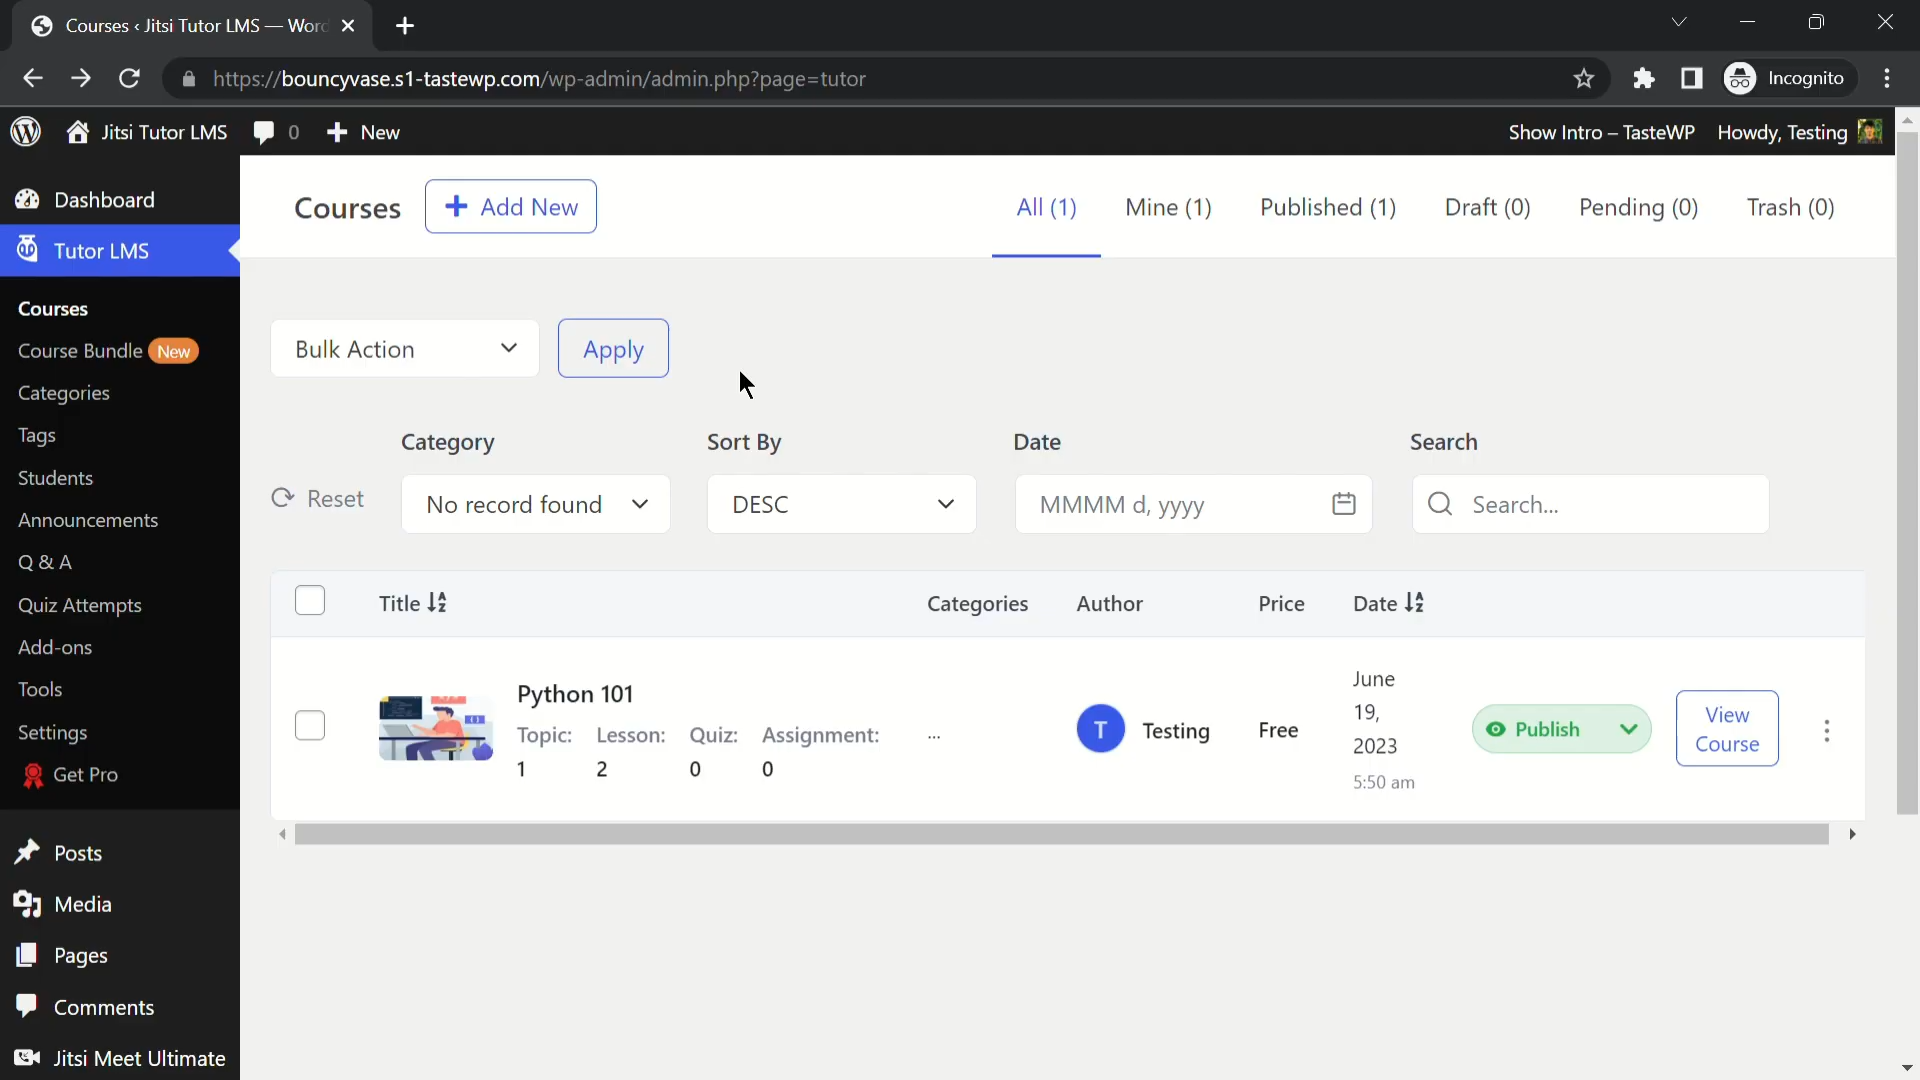 Courses ‹ Jitsi Tutor LMS — Word
https://bouncyvase.s1-tastewp.com/wp-admin/admin.php?page=tutor
Incognito
Jitsi Tutor LMS
0
New
Show Intro – TasteWP
Howdy, Testing
Dashboard
Tutor LMS
Courses
Course Bundle New
Categories
Tags
Students
Announcements
Q & A
Quiz Attempts
Add-ons
Tools
Settings
Get Pro
Posts
Media
Pages
Comments
Jitsi Meet Ultimate
Courses
+ Add New
All (1)
Mine (1)
Published (1)
Draft (0)
Pending (0)
Trash (0)
Bulk Action
Apply
Reset
Category
No record found
Sort By
DESC
Date
MMMM d, yyyy
Search
Search...
Title
Categories
Author
Price
Date
Python 101
Topic: 1
Lesson: 2
Quiz: 0
Assignment: 0
...
T
Testing
Free
June
19,
2023
5:50 am
Publish
View
Course